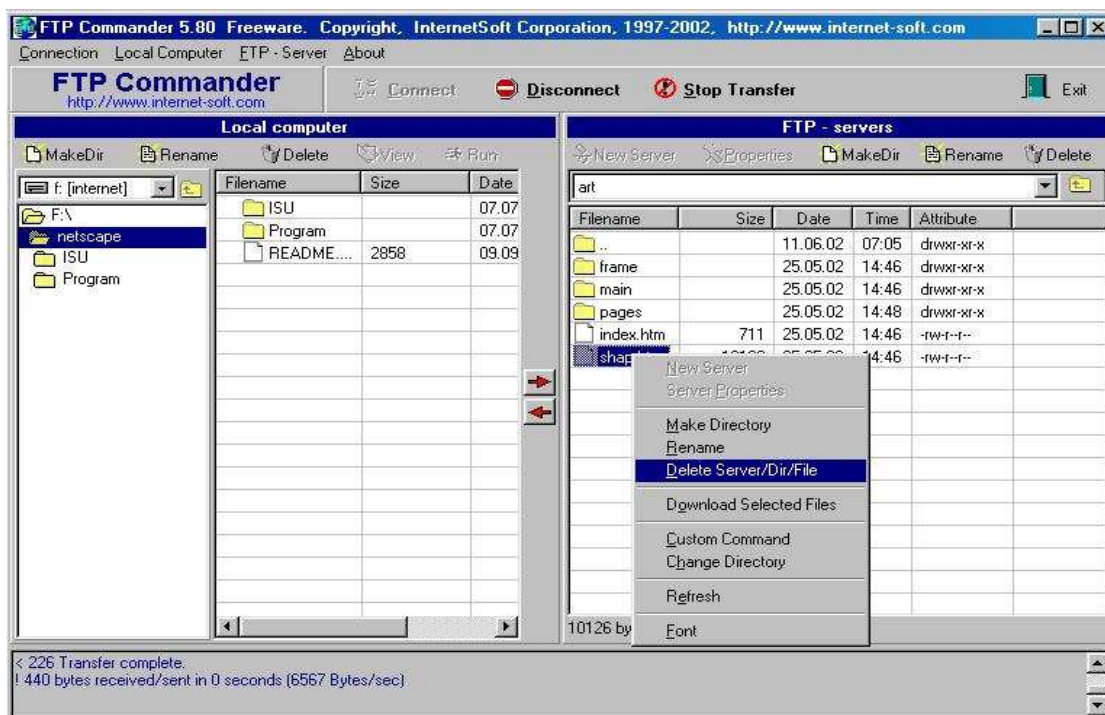 FTP Commander 5.80 Freeware. Copyright, InternetSoft Corporation, 1997-2002, http://www.internet-soft.com
Connection Local Computer FTP - Server About
FTP Commander
http://www.internet-soft.com
Connect Disconnect Stop Transfer Exit
Local computer
MakeDir Rename Delete View Run
f: [internet]
F:\
netscape
ISU
Program
Filename Size Date
ISU 07.07
Program 07.07
README.... 2858 09.09
FTP - servers
New Server Properties MakeDir Rename Delete
art
Filename Size Date Time Attribute
.. 11.06.02 07:05 drwxr-xr-x
frame 25.05.02 14:46 drwxr-xr-x
main 25.05.02 14:46 drwxr-xr-x
pages 25.05.02 14:48 drwxr-xr-x
index.htm 711 25.05.02 14:46 -rw-r--r--
14:46 -rw-r--r--
New Server
Server Properties
Make Directory
Rename
Delete Server/Dir/File
Download Selected Files
Custom Command
Change Directory
Refresh
Font
10126 by
< 226 Transfer complete.
! 440 bytes received/sent in 0 seconds (6567 Bytes/sec)